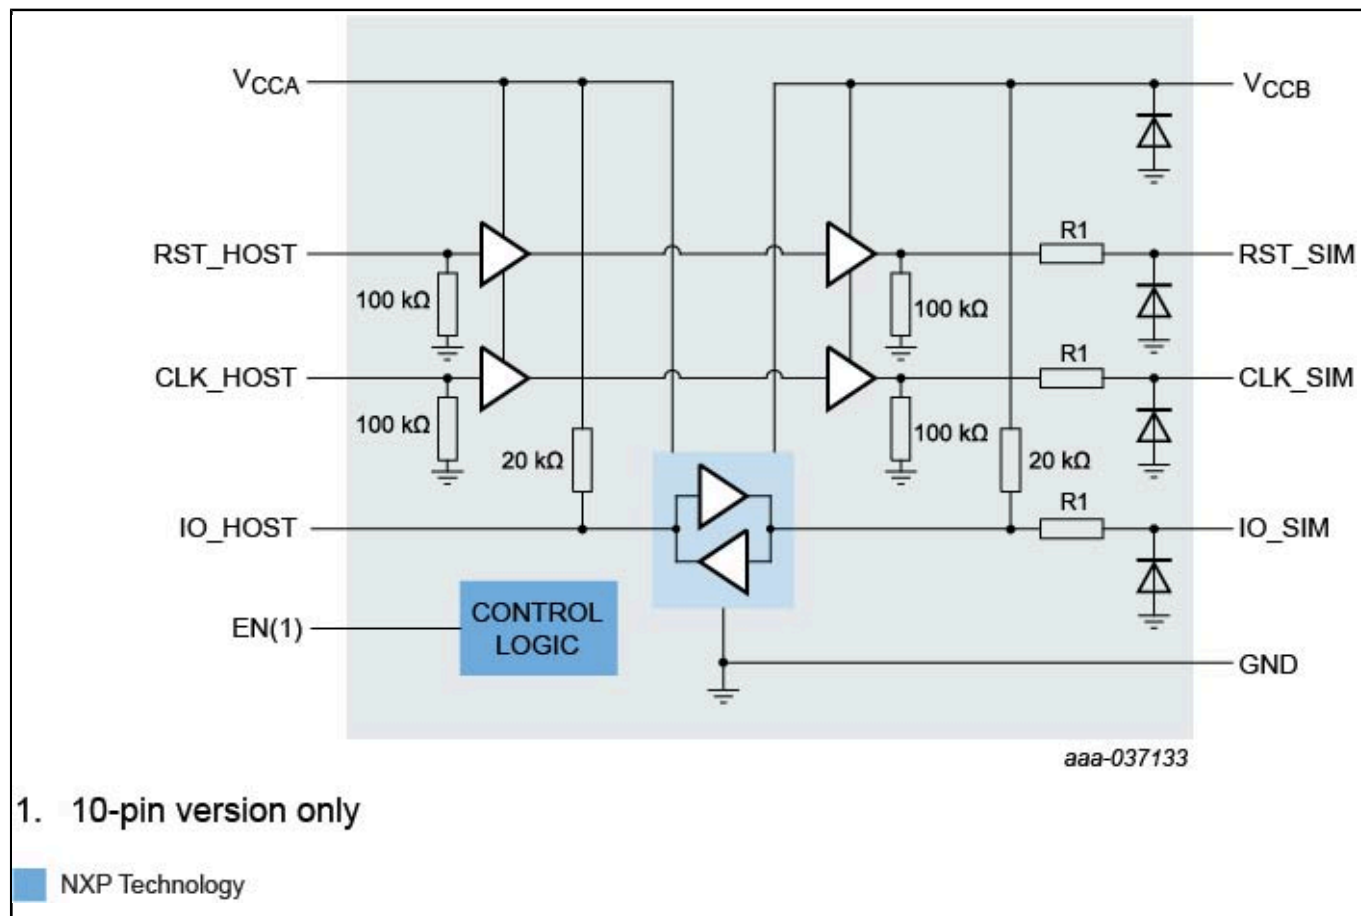 VCCA
VCCB
R1
RST_HOST
RST_SIM
100 kΩ
100 kΩ
R1
CLK_HOST
CLK_SIM
100 kΩ
100 kΩ
20 kΩ
20 kΩ
R1
IO_HOST
IO_SIM
CONTROL
LOGIC
EN(1)
GND
aaa-037133
1. 10-pin version only
NXP Technology